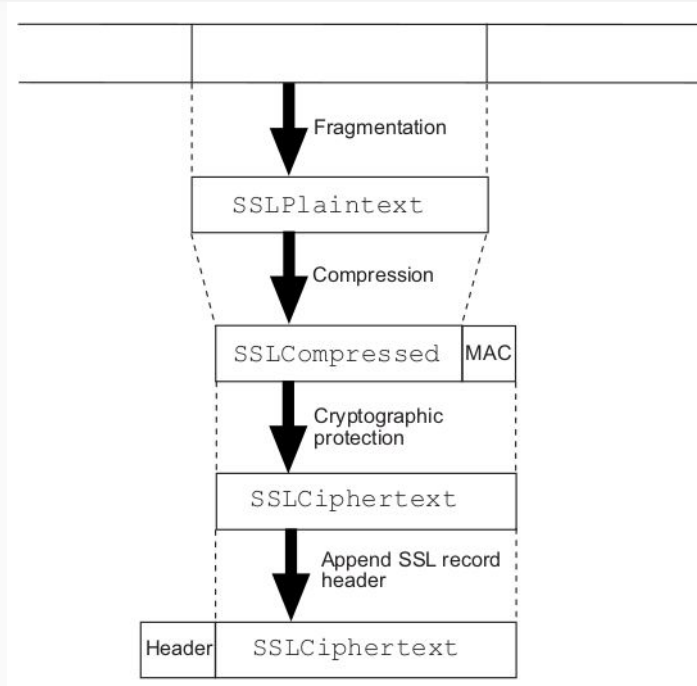 Fragmentation
SSLPlaintext
Compression
SSLCompressed MAC
Cryptographic
protection
SSLCiphertext
Append SSL record
header
Header SSLCiphertext